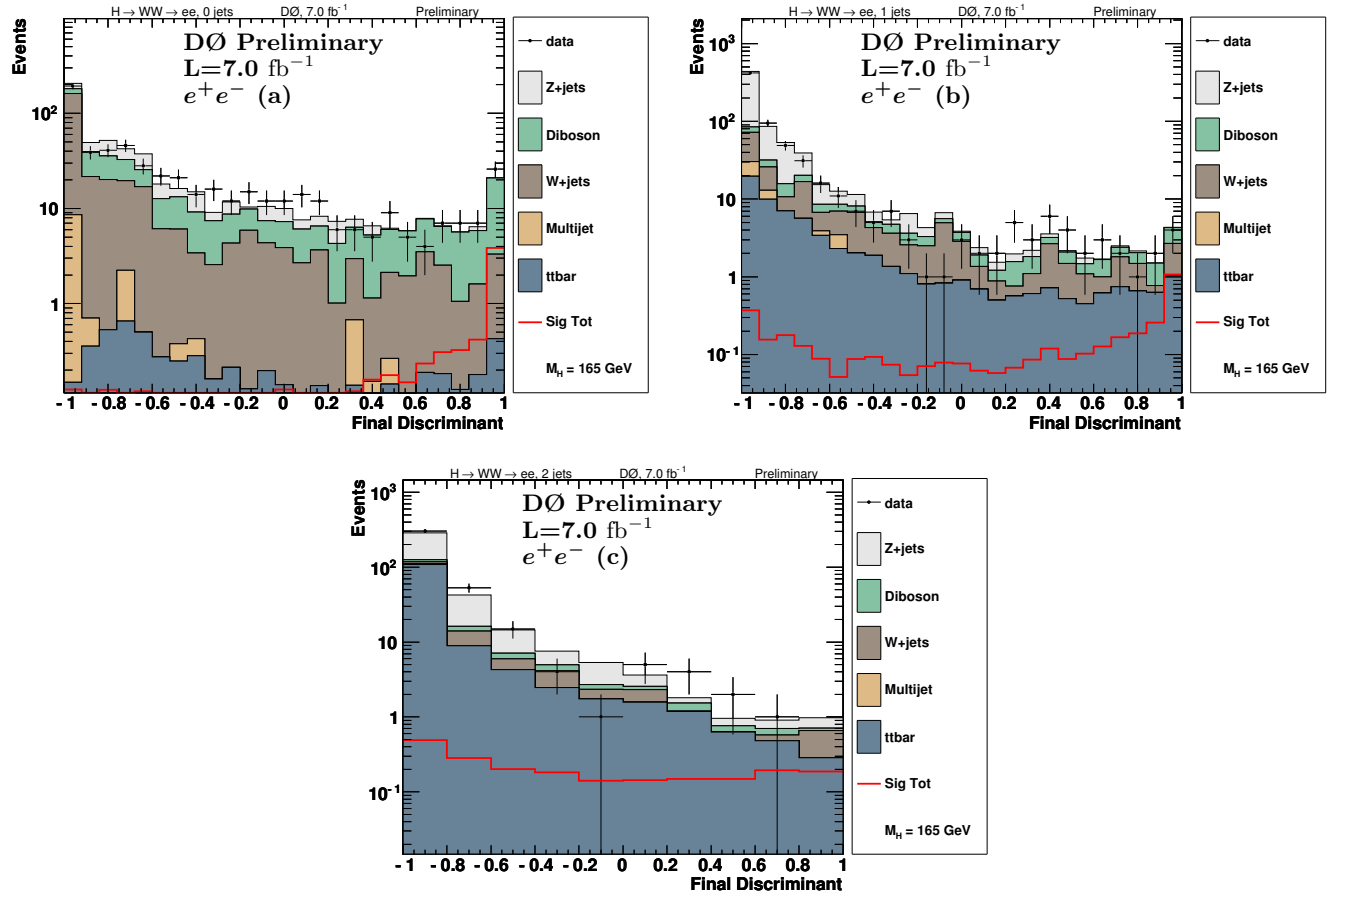 H → WW → ee, 0 jets DØ, 7.0 fb⁻¹ Preliminary
DØ Preliminary
L=7.0 fb⁻¹
e⁺e⁻ (a)
Events
10²
10
1
-1 -0.8 -0.6 -0.4 -0.2 0 0.2 0.4 0.6 0.8 1
Final Discriminant
data
Z+jets
Diboson
W+jets
Multijet
ttbar
Sig Tot
M_H = 165 GeV
H → WW → ee, 1 jets DØ, 7.0 fb⁻¹ Preliminary
DØ Preliminary
L=7.0 fb⁻¹
e⁺e⁻ (b)
Events
10³
10²
10
1
10⁻¹
-1 -0.8 -0.6 -0.4 -0.2 0 0.2 0.4 0.6 0.8 1
Final Discriminant
data
Z+jets
Diboson
W+jets
Multijet
ttbar
Sig Tot
M_H = 165 GeV
H → WW → ee, 2 jets DØ, 7.0 fb⁻¹ Preliminary
DØ Preliminary
L=7.0 fb⁻¹
e⁺e⁻ (c)
Events
10³
10²
10
1
10⁻¹
-1 -0.8 -0.6 -0.4 -0.2 0 0.2 0.4 0.6 0.8 1
Final Discriminant
data
Z+jets
Diboson
W+jets
Multijet
ttbar
Sig Tot
M_H = 165 GeV